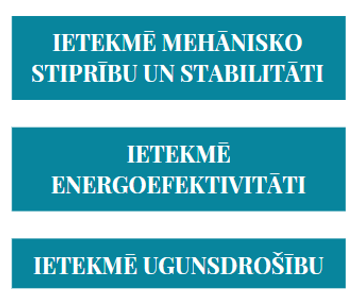 IETEKMĒ MEHĀNISKO
STIPRĪBU UN STABILITĀTI
IETEKMĒ
ENERGOEFEKTIVITĀTI
IETEKMĒ UGUNSDROŠĪBU